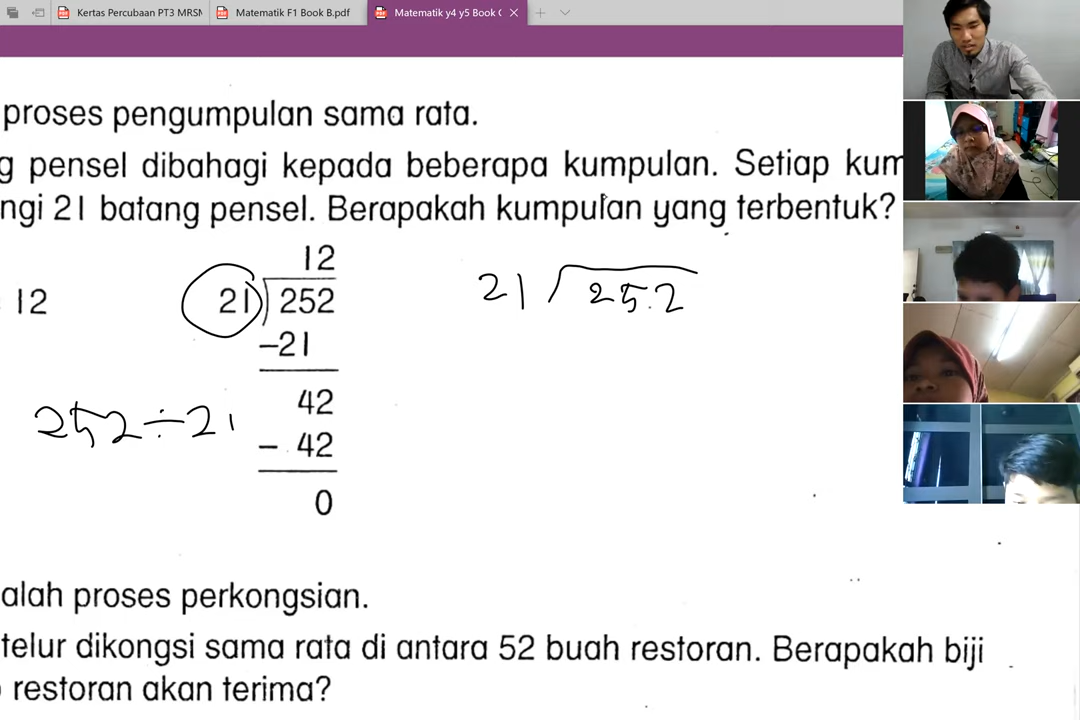 Kertas Percubaan PT3 MRSM
Matematik F1 Book B.pdf
Matematik y4 y5 Book
proses pengumpulan sama rata.
g pensel dibahagi kepada beberapa kumpulan. Setiap kum
ngi 21 batang pensel. Berapakah kumpulan yang terbentuk?
12
12
21)252
21)252
-21
42
252÷21
- 42
0
alah proses perkongsian.
telur dikongsi sama rata di antara 52 buah restoran. Berapakah biji
restoran akan terima?